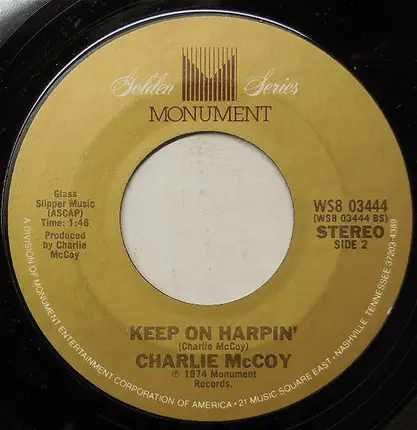 Golden Series
MONUMENT
Glass
Slipper Music
(ASCAP)
Time: 1:46
Produced
by Charlie
McCoy
WS8 03444
(WS8 03444 BS)
STEREO
SIDE 2
KEEP ON HARPIN'
(Charlie McCoy)
CHARLIE McCOY
℗ 1974 Monument
Records.
A DIVISION OF MONUMENT ENTERTAINMENT CORPORATION OF AMERICA • 21 MUSIC SQUARE EAST • NASHVILLE, TENNESSEE 37203-4399